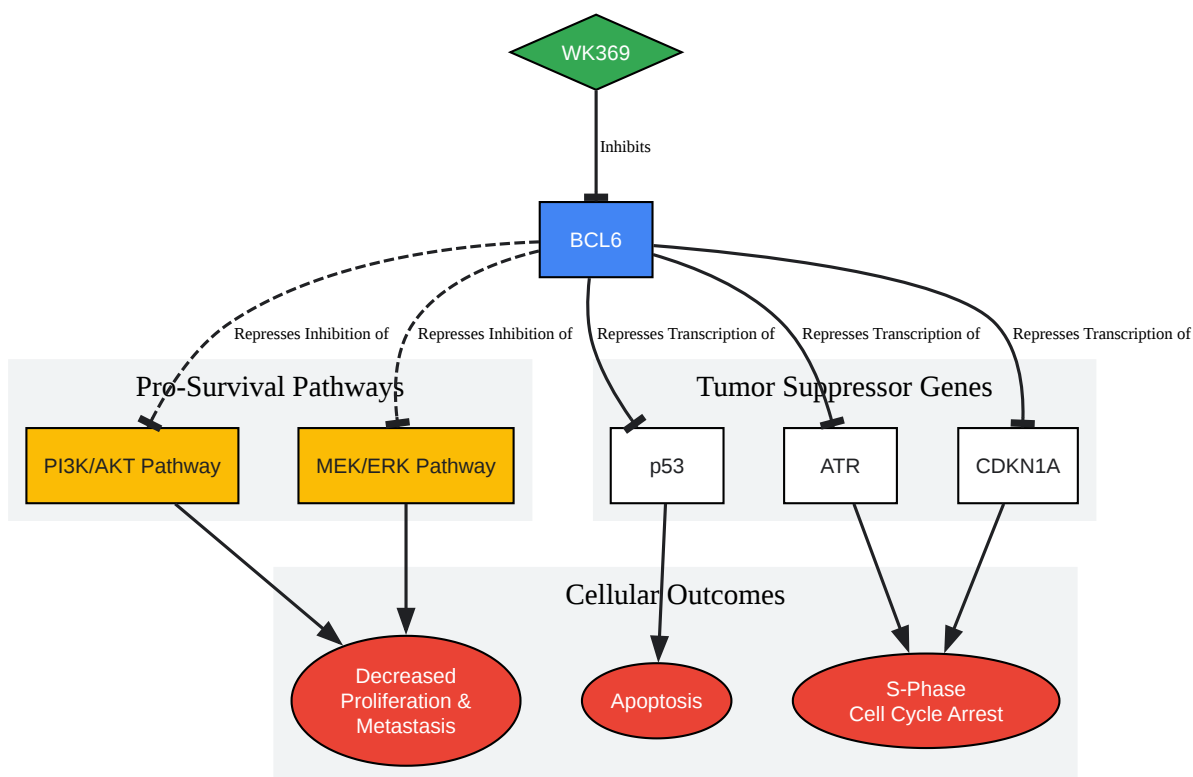 WK369
Inhibits
BCL6
Represses Inhibition of
Represses Inhibition of
Represses Transcription of
Represses Transcription of
Represses Transcription of
Pro-Survival Pathways
Tumor Suppressor Genes
PI3K/AKT Pathway
MEK/ERK Pathway
p53
ATR
CDKN1A
Cellular Outcomes
Decreased
Proliferation &
Metastasis
Apoptosis
S-Phase
Cell Cycle Arrest